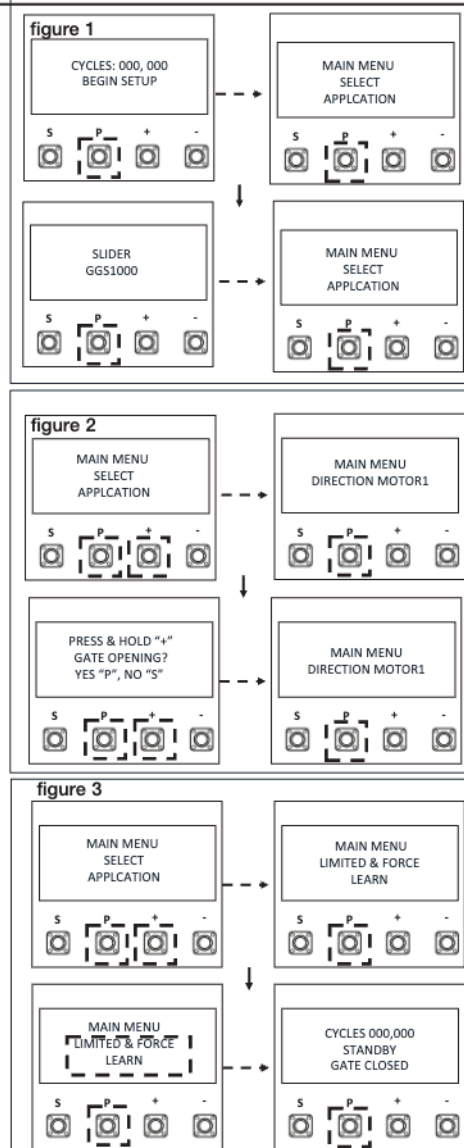 figure 1
CYCLES: 000, 000
BEGIN SETUP
S P + -
MAIN MENU
SELECT
APPLCATION
S P + -
SLIDER
GGS1000
S P + -
MAIN MENU
SELECT
APPLCATION
S P + -
figure 2
MAIN MENU
SELECT
APPLCATION
S P + -
MAIN MENU
DIRECTION MOTOR1
S P + -
PRESS & HOLD "+"
GATE OPENING?
YES "P", NO "S"
S P + -
MAIN MENU
DIRECTION MOTOR1
S P + -
figure 3
MAIN MENU
SELECT
APPLCATION
S P + -
MAIN MENU
LIMITED & FORCE
LEARN
S P + -
MAIN MENU
LIMITED & FORCE
LEARN
S P + -
CYCLES 000,000
STANDBY
GATE CLOSED
S P + -